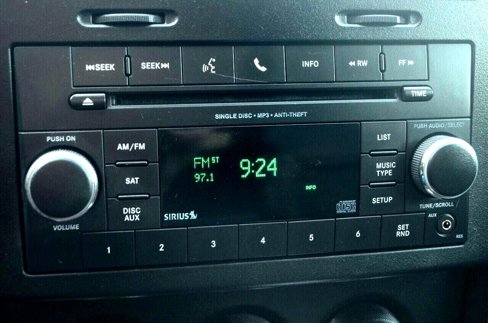 ⏮SEEK SEEK⏭ INFO ◀◀ RW FF ▶▶
TIME
SINGLE DISC • MP3 • ANTI-THEFT
PUSH ON
VOLUME
AM/FM
SAT
DISC
AUX
FM ST 9:24
97.1
INFO
SIRIUS
LIST
MUSIC
TYPE
SETUP
PUSH AUDIO/SELECT
TUNE/SCROLL
1 2 3 4 5 6
SET
RND
AUX